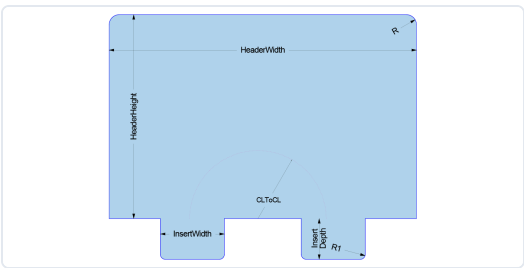 R
HeaderWidth
HeaderHeight
CLToCL
InsertWidth
Insert
Depth
R1